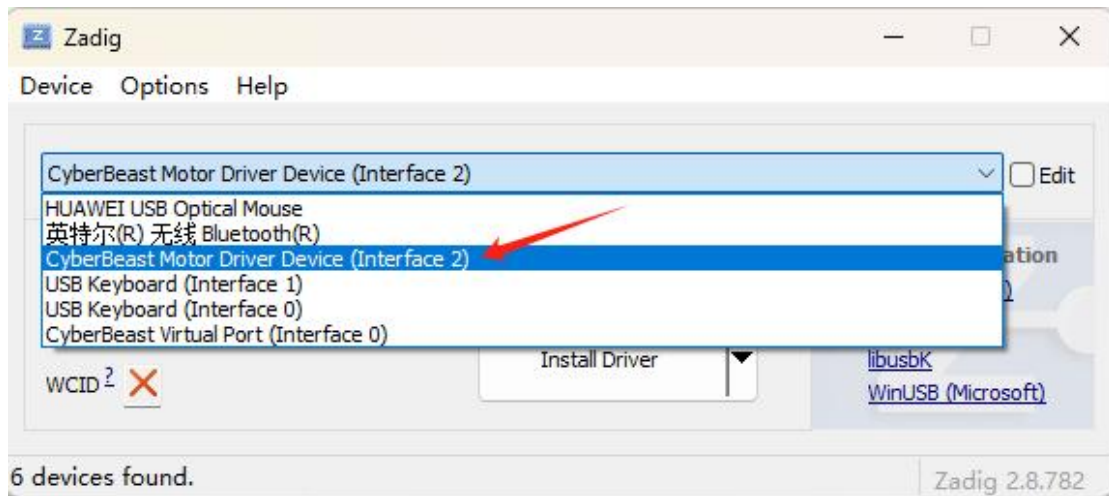 Zadig
Device Options Help
CyberBeast Motor Driver Device (Interface 2)
Edit
HUAWEI USB Optical Mouse
英特尔(R) 无线 Bluetooth(R)
CyberBeast Motor Driver Device (Interface 2)
USB Keyboard (Interface 1)
USB Keyboard (Interface 0)
CyberBeast Virtual Port (Interface 0)
WCID ?
Install Driver
libusbK
WinUSB (Microsoft)
6 devices found.
Zadig 2.8.782